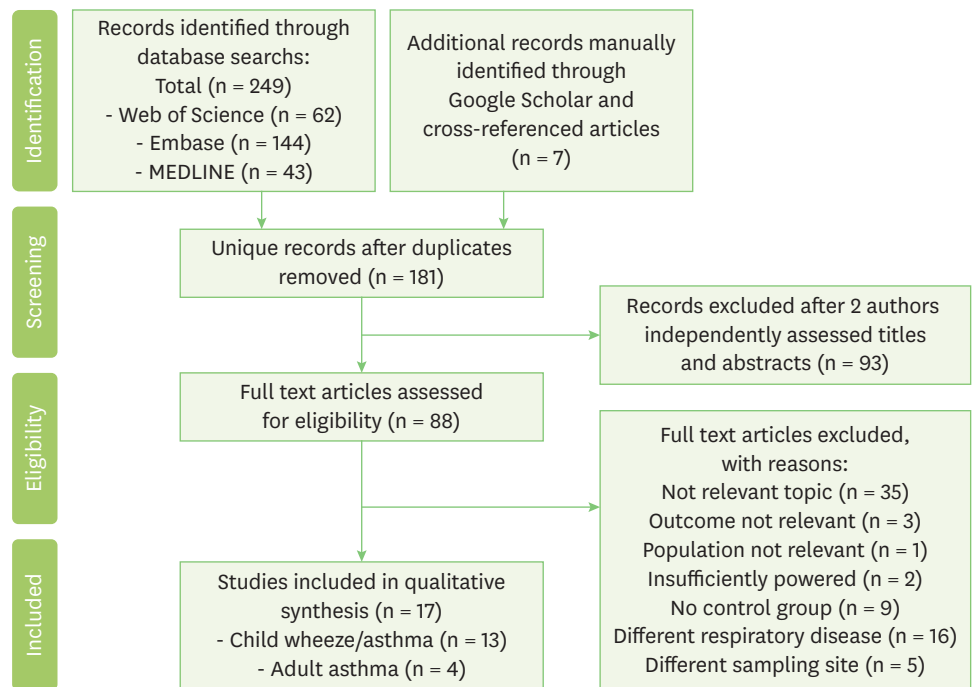 Identification
Records identified through
database searchs:
Total (n = 249)
- Web of Science (n = 62)
- Embase (n = 144)
- MEDLINE (n = 43)
Additional records manually
identified through
Google Scholar and
cross-referenced articles
(n = 7)
Screening
Unique records after duplicates
removed (n = 181)
Records excluded after 2 authors
independently assessed titles
and abstracts (n = 93)
Eligibility
Full text articles assessed
for eligibility (n = 88)
Full text articles excluded,
with reasons:
Not relevant topic (n = 35)
Outcome not relevant (n = 3)
Population not relevant (n = 1)
Insufficiently powered (n = 2)
No control group (n = 9)
Different respiratory disease (n = 16)
Different sampling site (n = 5)
Included
Studies included in qualitative
synthesis (n = 17)
- Child wheeze/asthma (n = 13)
- Adult asthma (n = 4)